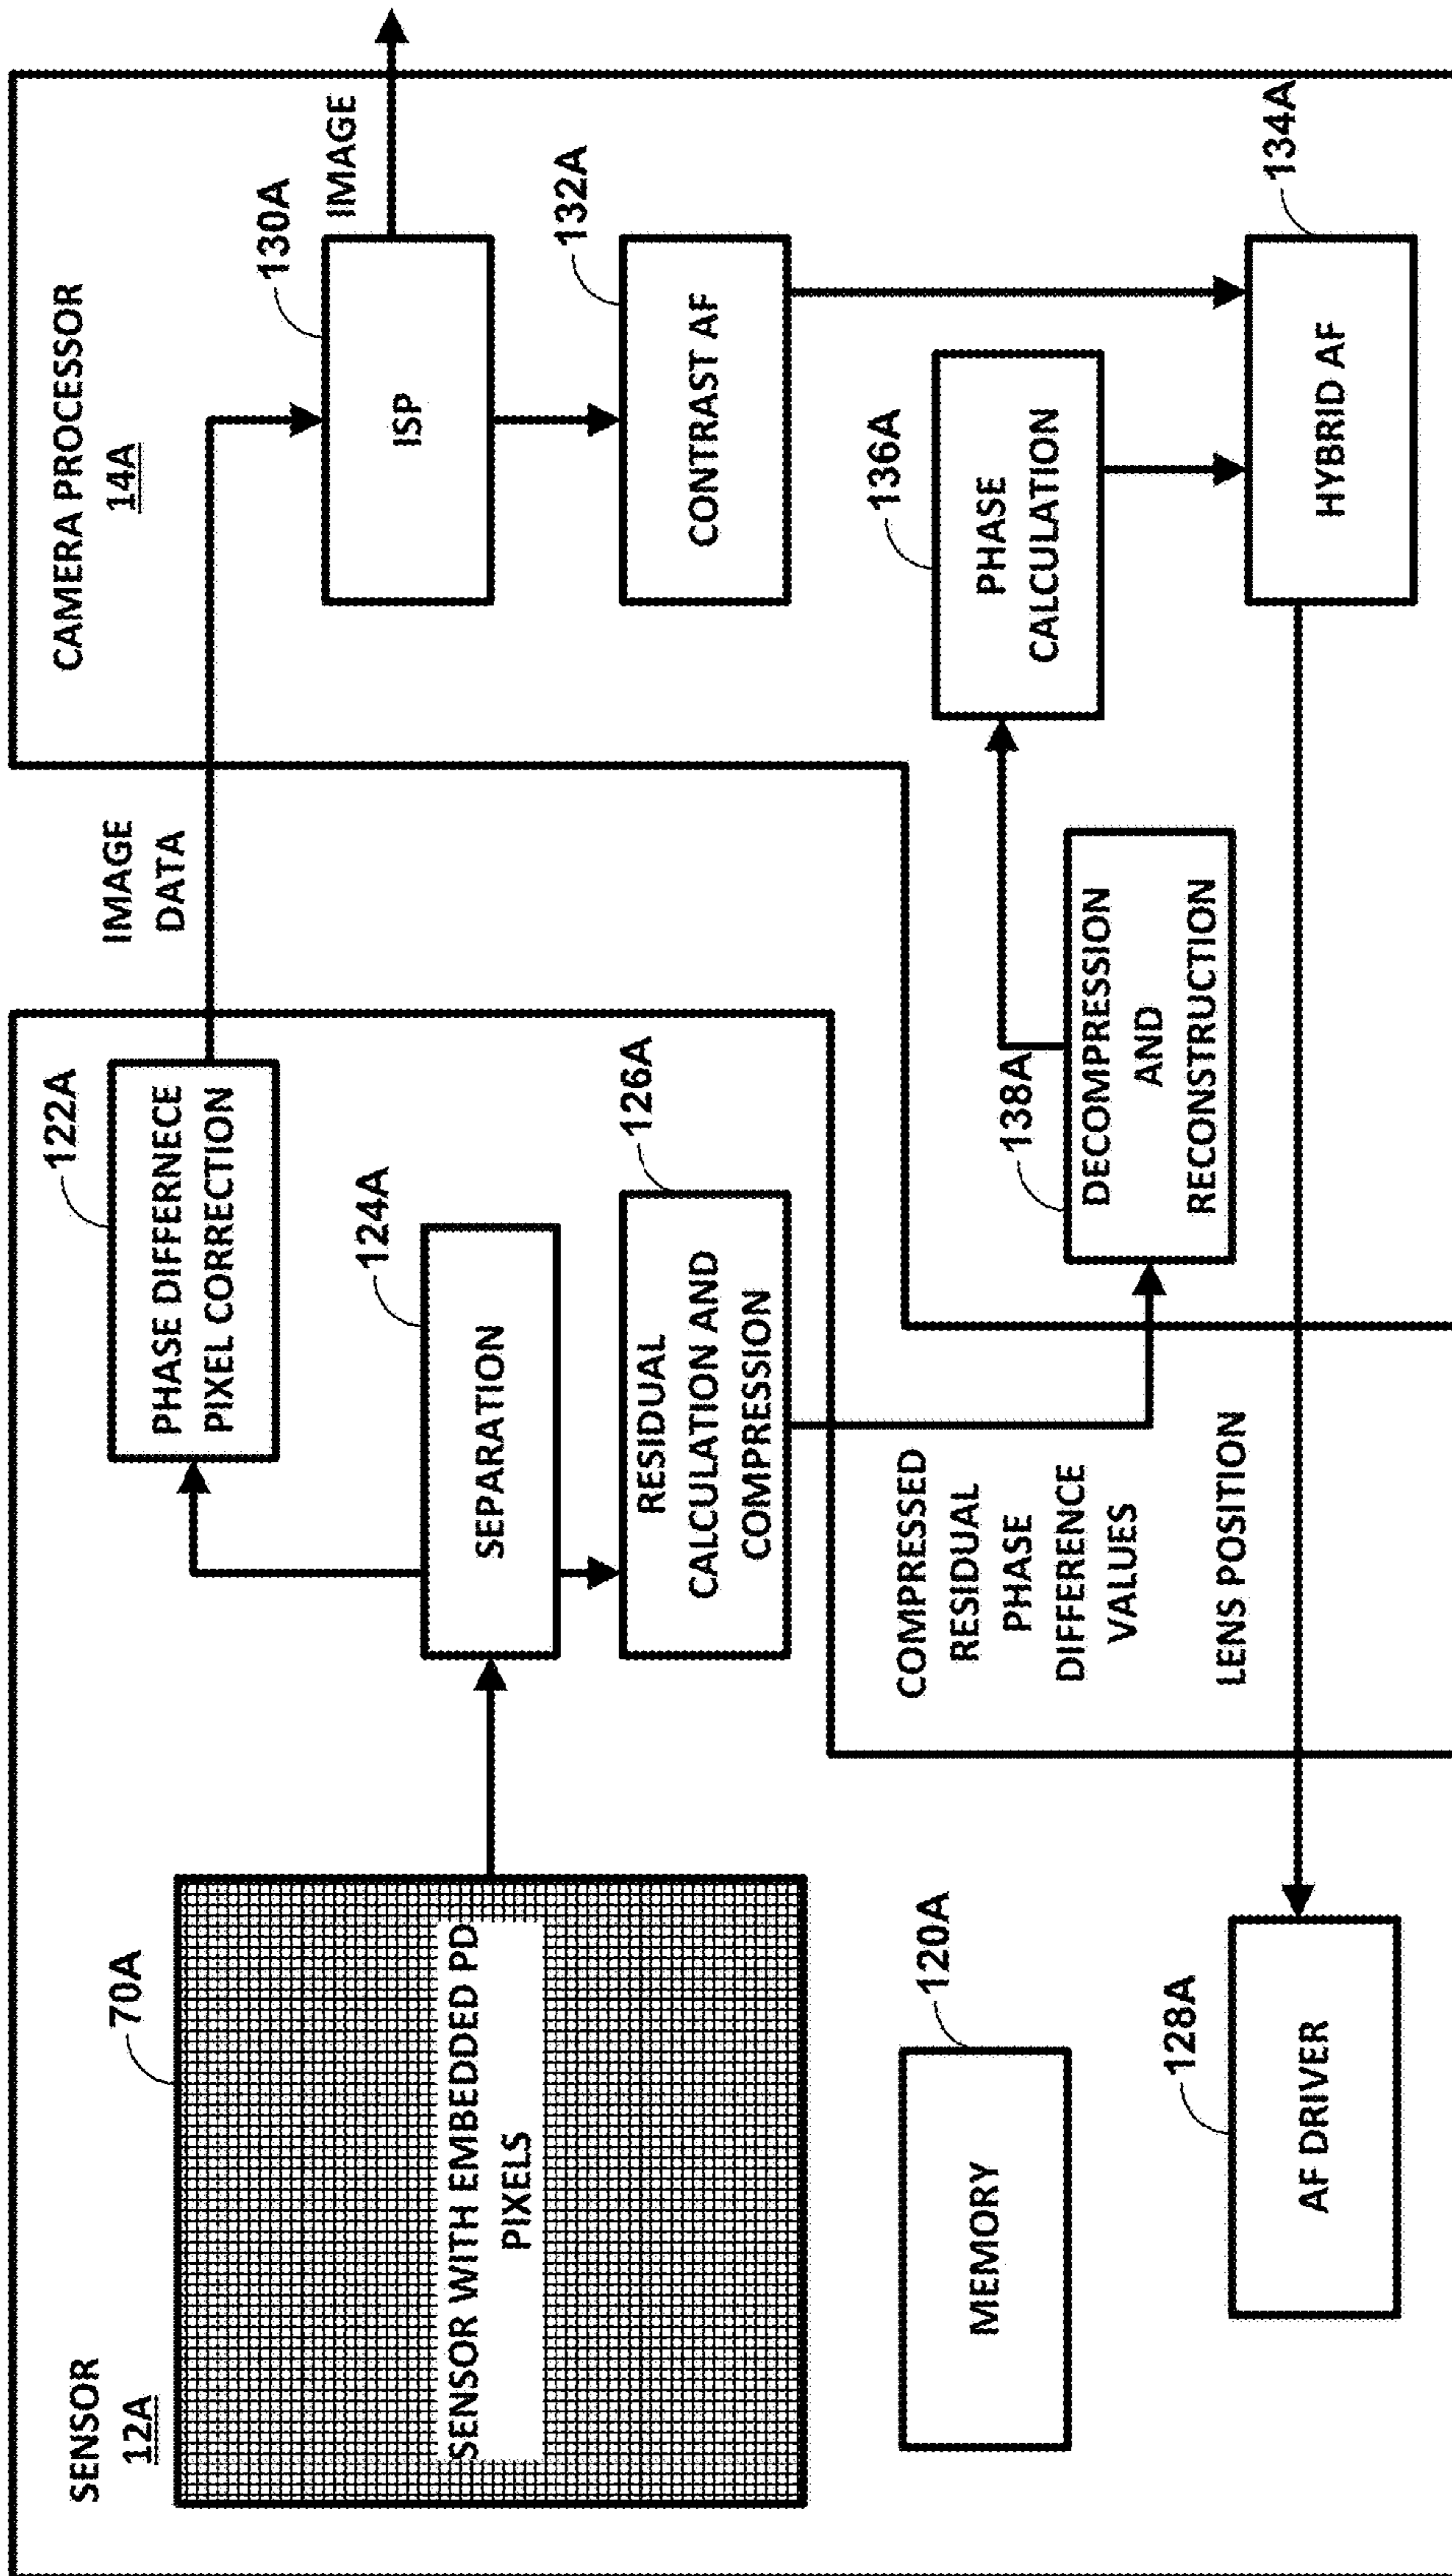 SENSOR
12A
70A
SENSOR WITH EMBEDDED PD
PIXELS
122A
PHASE DIFFERNECE
PIXEL CORRECTION
124A
SEPARATION
126A
RESIDUAL
CALCULATION AND
COMPRESSION
120A
MEMORY
128A
AF DRIVER
IMAGE
DATA
COMPRESSED
RESIDUAL
PHASE
DIFFERENCE
VALUES
LENS POSITION
CAMERA PROCESSOR
14A
130A
ISP
IMAGE
132A
CONTRAST AF
136A
PHASE
CALCULATION
138A
DECOMPRESSION
AND
RECONSTRUCTION
134A
HYBRID AF